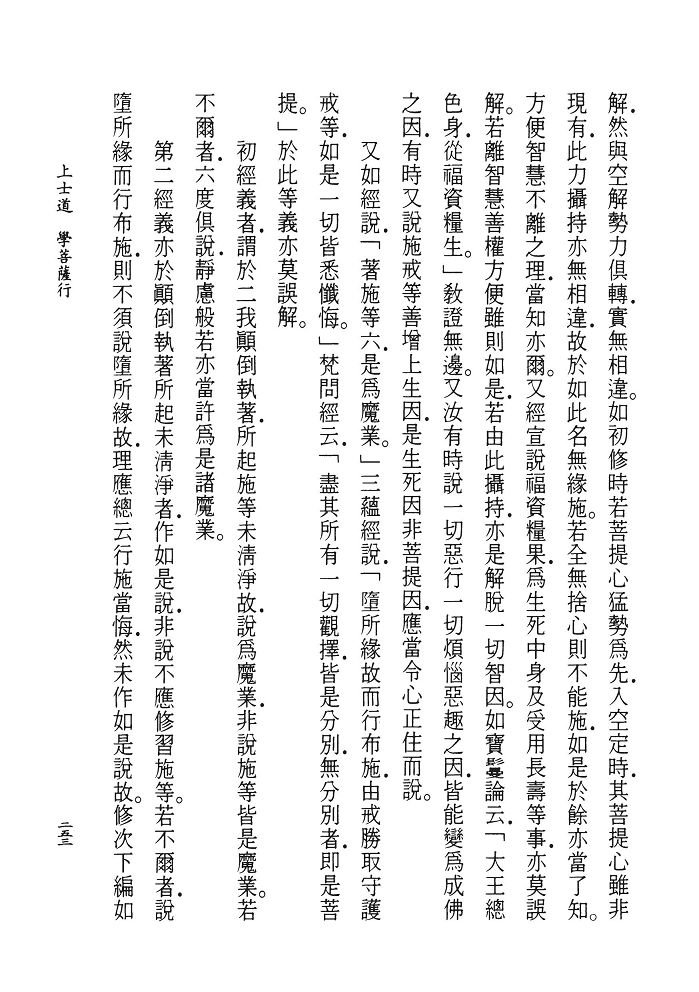 解．然與空解勢力俱轉．實無相違。如初修時若菩提心猛勢爲先．入空定時．其菩提心雖非
現有．此力攝持亦無相違．故於如此名無緣施。若全無捨心則不能施．如是於餘亦當了知。
方便智慧不離之理．當知亦爾。又經宣說福資糧果．爲生死中身及受用長壽等事．亦莫誤
解。若離智慧善權方便雖則如是．若由此攝持．亦是解脫一切智因。如寶鬘論云．「大王總
色身．從福資糧生。」教證無邊。又汝有時說一切惡行一切煩惱惡趣之因．皆能變爲成佛
之因．有時又說施戒等善增上生因．是生死因非菩提因．應當令心正住而說。
又如經說．「著施等六．是爲魔業。」三蘊經說．「墮所緣故而行布施．由戒勝取守護
戒等．如是一切皆悉懺悔。」梵問經云．「盡其所有一切觀擇．皆是分別．無分別者．即是菩
提。」於此等義亦莫誤解。
初經義者．謂於二我顛倒執著．所起施等未淸淨故．說爲魔業．非說施等皆是魔業。若
不爾者．六度俱說．靜慮般若亦當許爲是諸魔業。
第二經義亦於顛倒執著所起未淸淨者．作如是說．非說不應修習施等。若不爾者．說
墮所緣而行布施．則不須說墮所緣故．理應總云行施當悔．然未作如是說故。修次下編如
上士道　學菩薩行
二五三